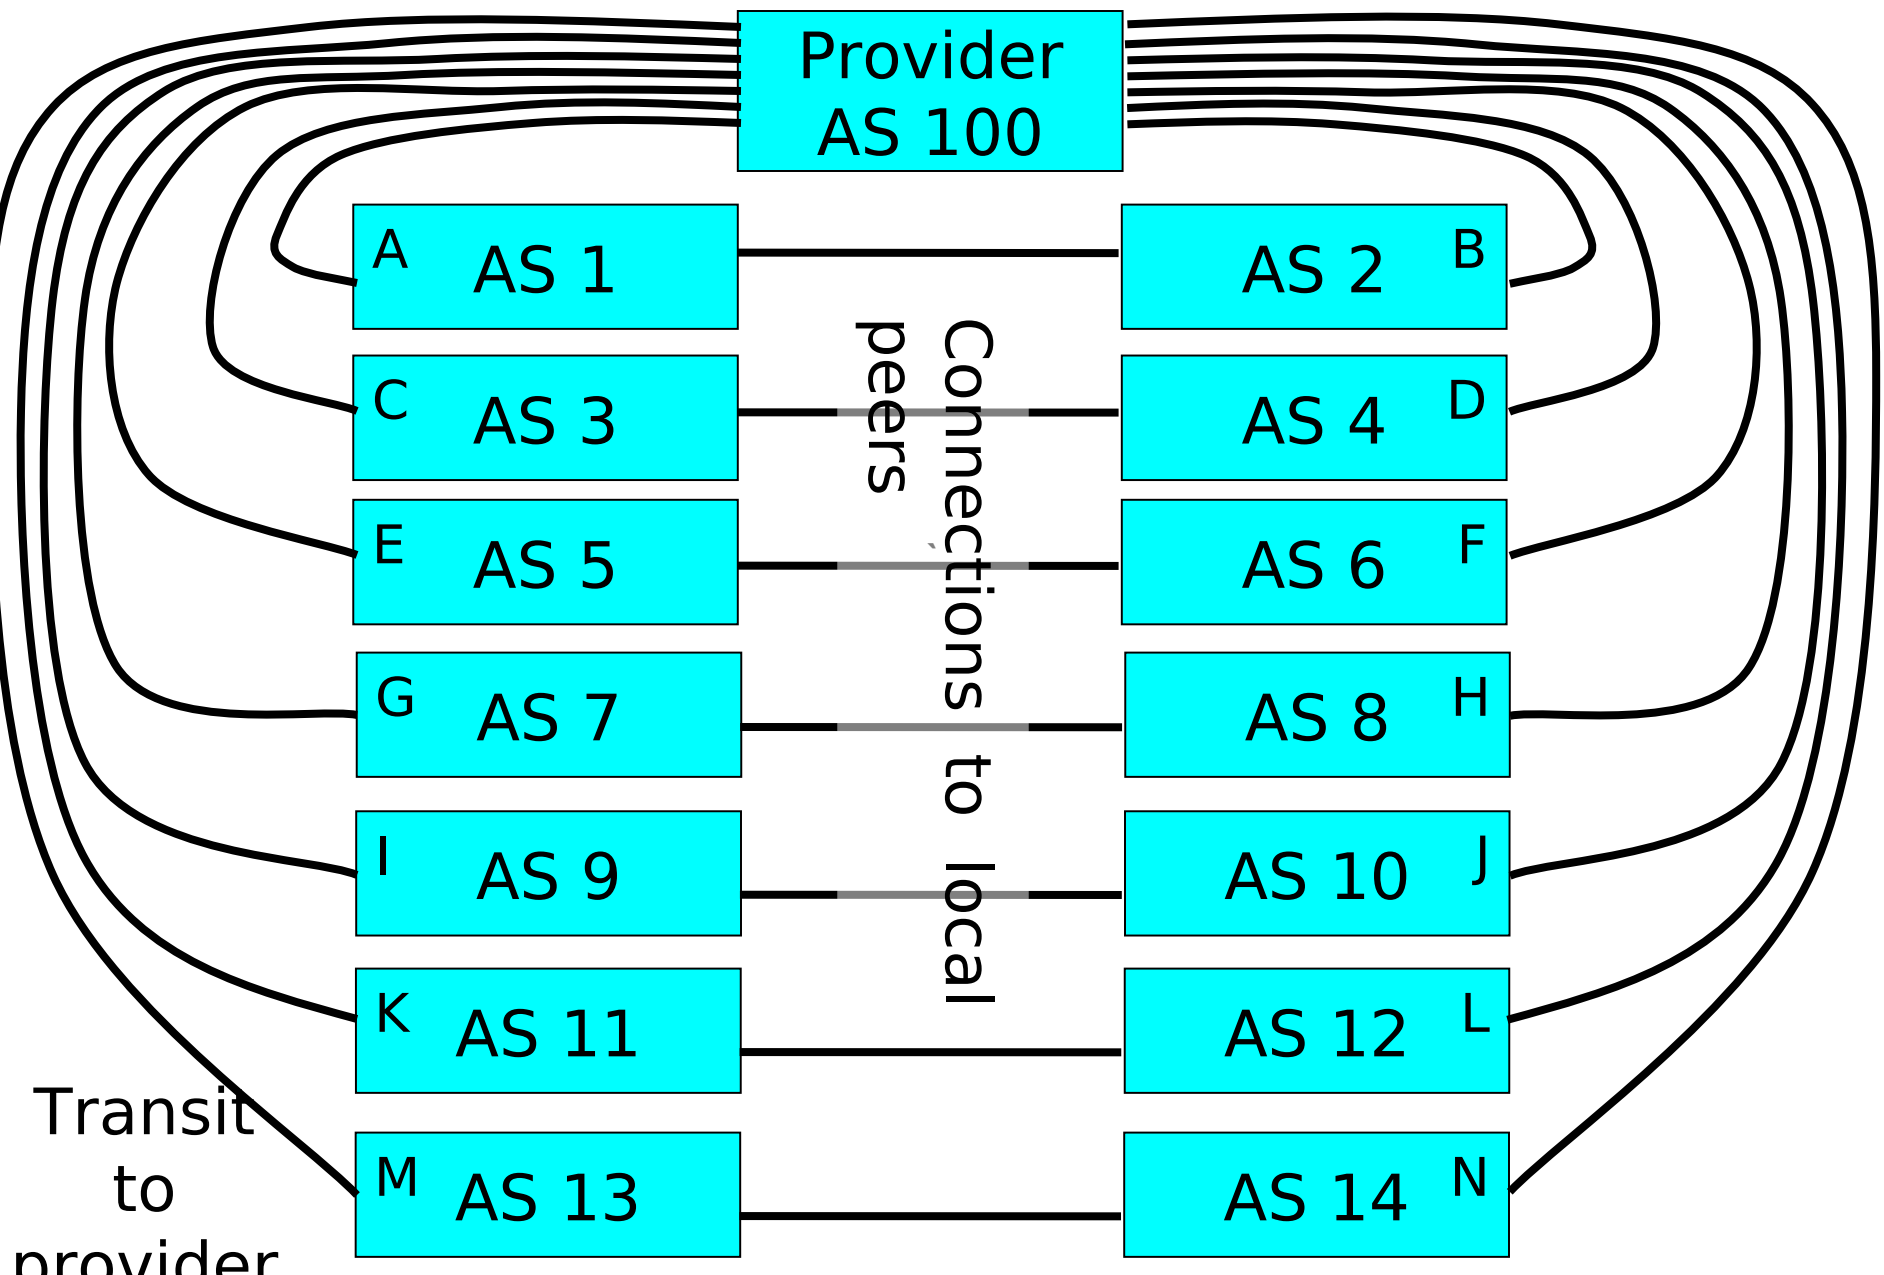 Provider
AS 100
A AS 1
AS 2 B
C AS 3
AS 4 D
E AS 5
AS 6 F
G AS 7
AS 8 H
I AS 9
AS 10 J
K AS 11
AS 12 L
M AS 13
AS 14 N
Connections to local
peers
Transit
to
provider